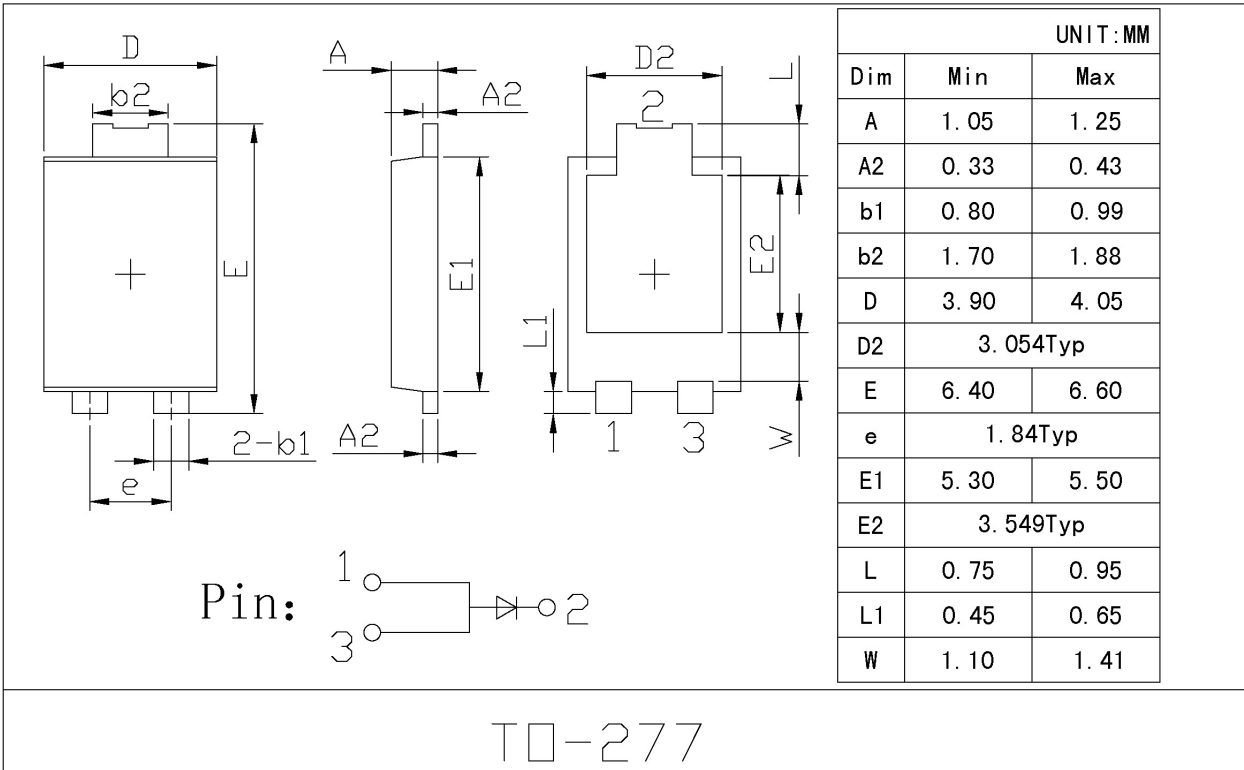 D
b2
E
2-b1
e
A
A2
E1
A2
D2
L
2
E2
L1
W
1 3
Pin:
1
3
2
UNIT:MM
Dim Min Max
A 1.05 1.25
A2 0.33 0.43
b1 0.80 0.99
b2 1.70 1.88
D 3.90 4.05
D2 3.054Typ
E 6.40 6.60
e 1.84Typ
E1 5.30 5.50
E2 3.549Typ
L 0.75 0.95
L1 0.45 0.65
W 1.10 1.41
TO-277